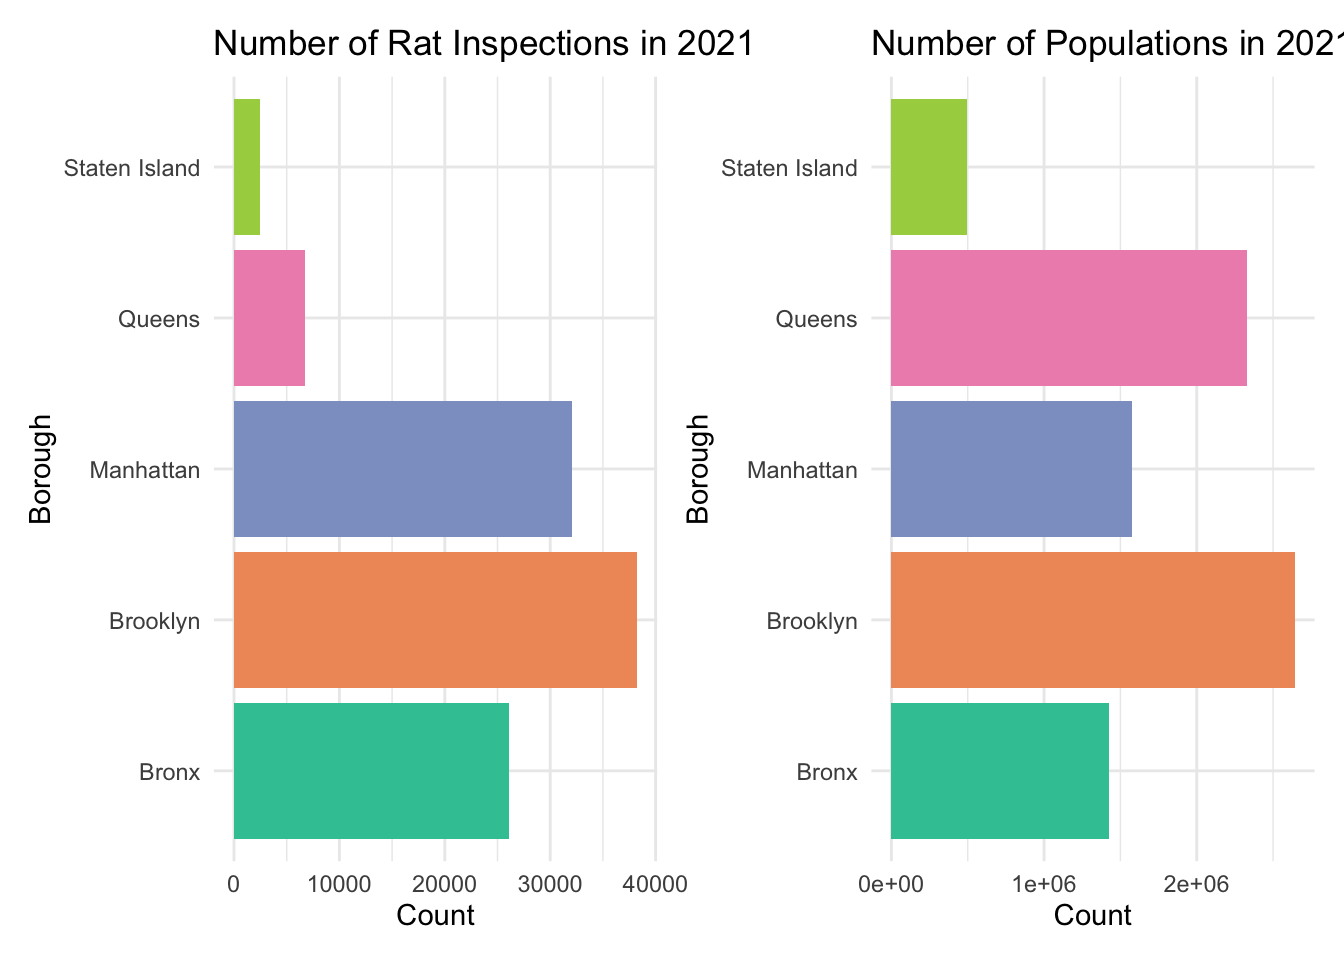 Number of Rat Inspections in 2021
Staten Island
Queens
Manhattan
Brooklyn
Bronx
Borough
0 10000 20000 30000 40000
Count
Number of Populations in 2021
Staten Island
Queens
Manhattan
Brooklyn
Bronx
Borough
0e+00 1e+06 2e+06
Count